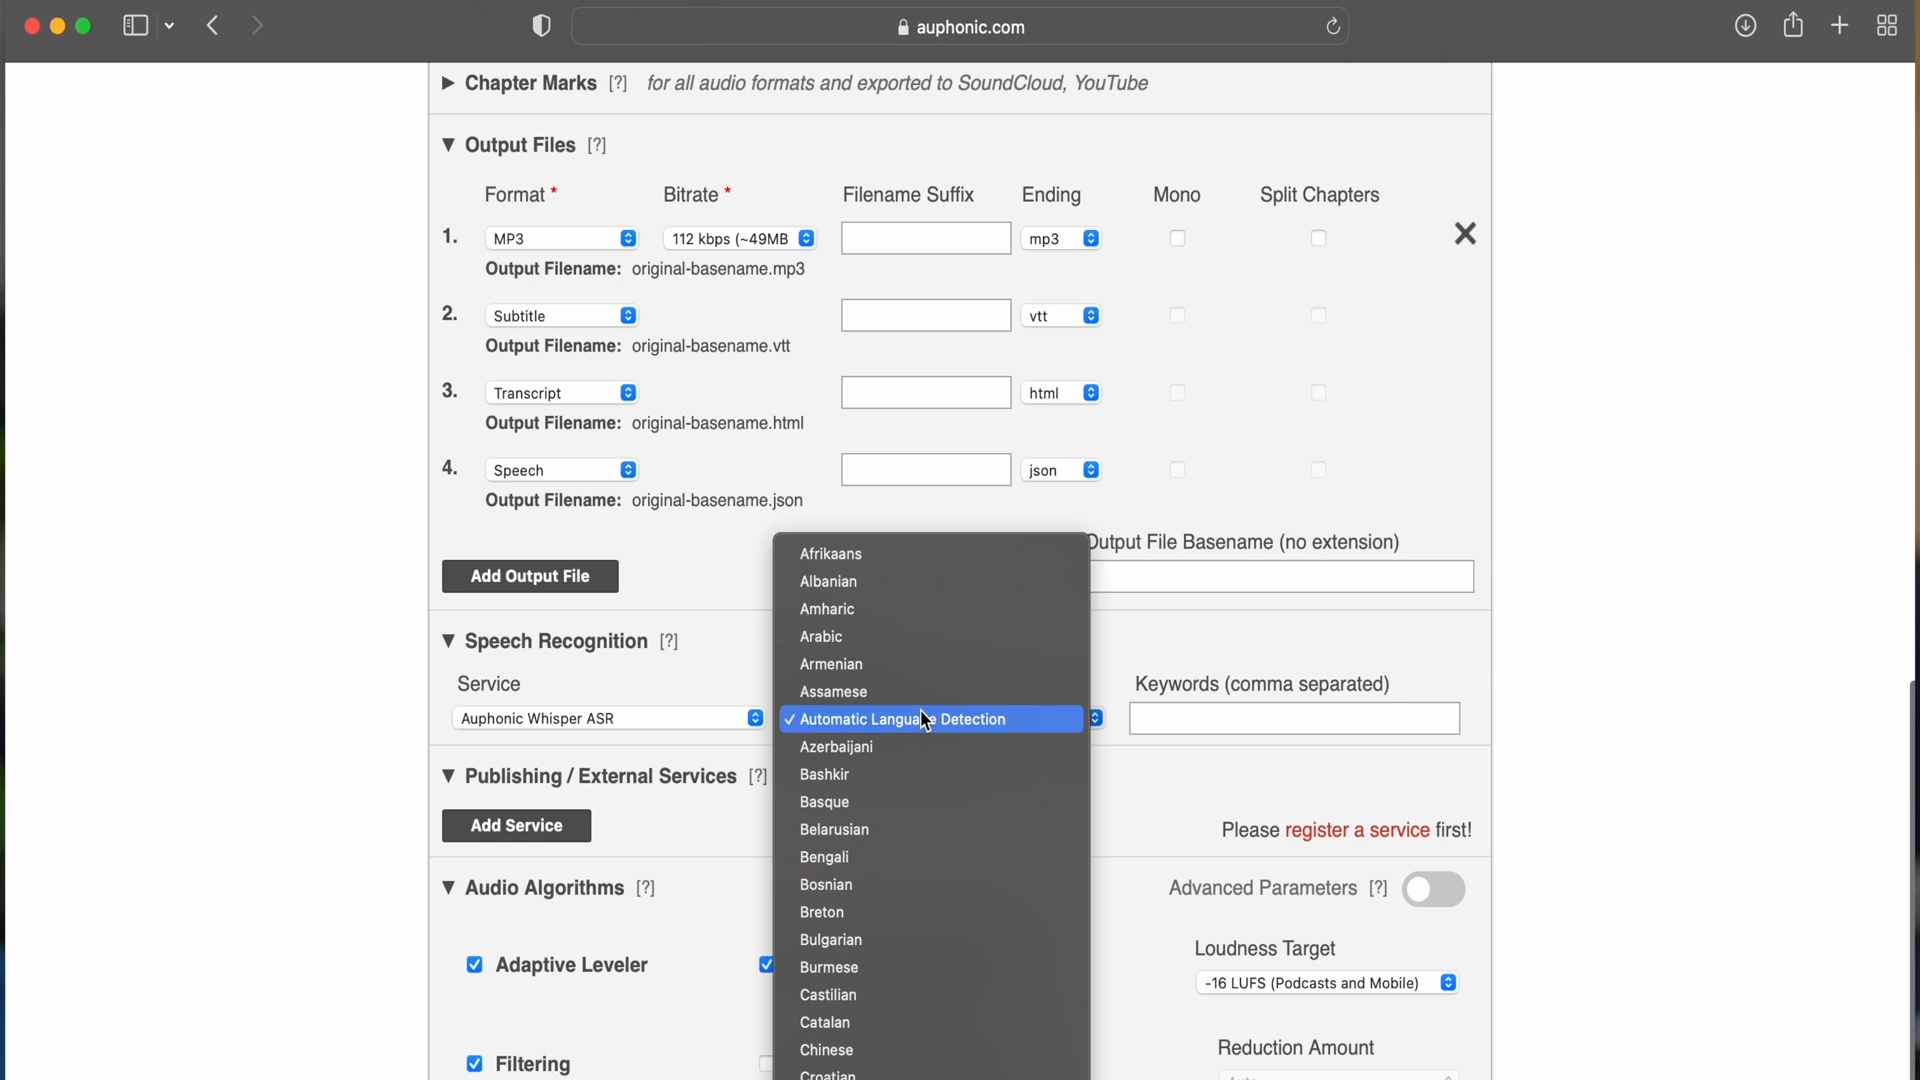 auphonic.com
▶ Chapter Marks [?] for all audio formats and exported to SoundCloud, YouTube
▼ Output Files [?]
Format * Bitrate * Filename Suffix Ending Mono Split Chapters
1. MP3 112 kbps (~49MB mp3
Output Filename: original-basename.mp3
2. Subtitle vtt
Output Filename: original-basename.vtt
3. Transcript html
Output Filename: original-basename.html
4. Speech json
Output Filename: original-basename.json
Output File Basename (no extension)
Add Output File
▼ Speech Recognition [?]
Service Keywords (comma separated)
Auphonic Whisper ASR
Afrikaans
Albanian
Amharic
Arabic
Armenian
Assamese
✓ Automatic Language Detection
Azerbaijani
Bashkir
Basque
Belarusian
Bengali
Bosnian
Breton
Bulgarian
Burmese
Castilian
Catalan
Chinese
Croatian
▼ Publishing / External Services [?]
Add Service Please register a service first!
▼ Audio Algorithms [?] Advanced Parameters [?]
Adaptive Leveler Loudness Target
-16 LUFS (Podcasts and Mobile)
Filtering Reduction Amount